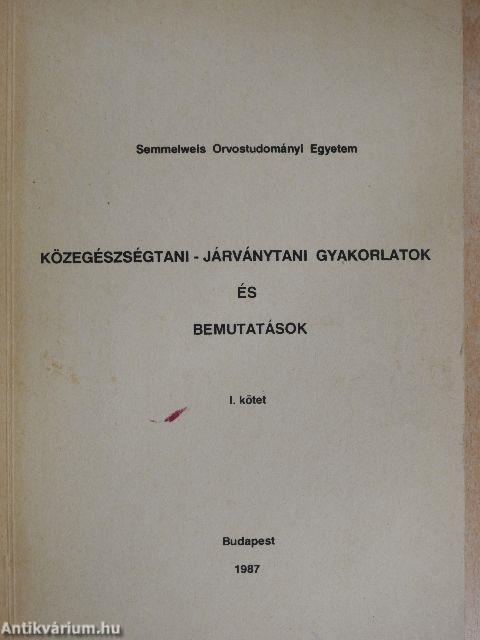 Semmelweis Orvostudományi Egyetem
KÖZEGÉSZSÉGTANI - JÁRVÁNYTANI GYAKORLATOK
ÉS
BEMUTATÁSOK
I. kötet
Budapest
1987
Antikvárium.hu